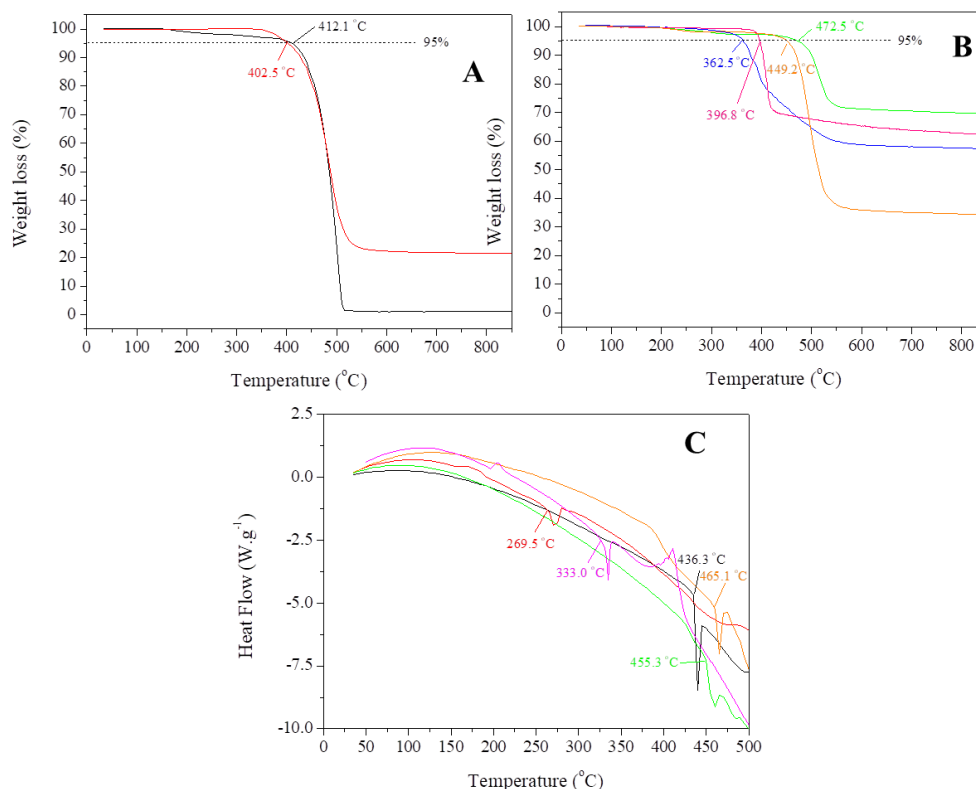 412.1 °C
95%
402.5 °C
A
100
90
80
70
60
50
40
30
20
10
0
Weight loss (%)
0
100
200
300
400
500
600
700
800
Temperature (°C)
472.5 °C
95%
362.5 °C
449.2 °C
396.8 °C
B
100
90
80
70
60
50
40
30
20
10
0
Weight loss (%)
0
100
200
300
400
500
600
700
800
Temperature (°C)
C
2.5
0.0
-2.5
-5.0
-7.5
-10.0
Heat Flow (W.g-1)
269.5 °C
333.0 °C
436.3 °C
465.1 °C
455.3 °C
0
50
100
150
200
250
300
350
400
450
500
Temperature (°C)